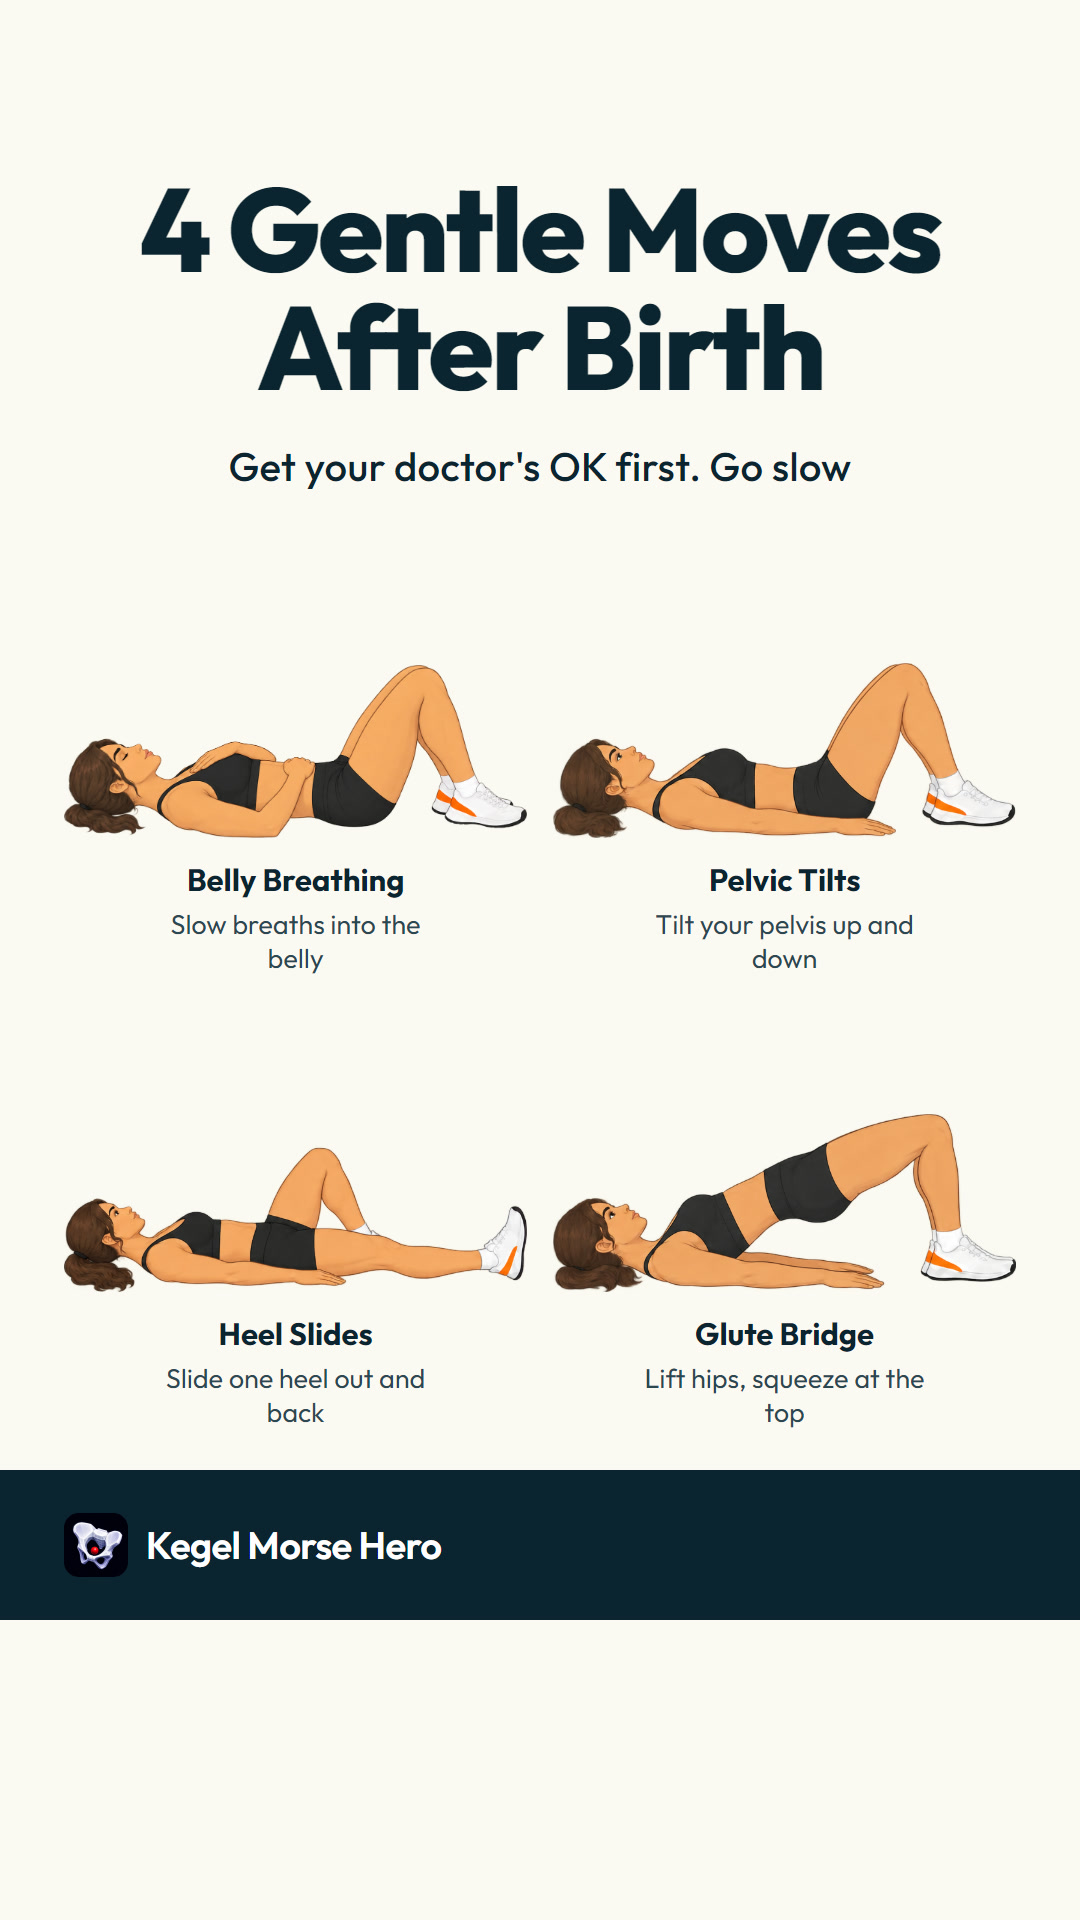 4 Gentle Moves
After Birth
Get your doctor's OK first. Go slow
Belly Breathing
Slow breaths into the
belly
Pelvic Tilts
Tilt your pelvis up and
down
Heel Slides
Slide one heel out and
back
Glute Bridge
Lift hips, squeeze at the
top
Kegel Morse Hero